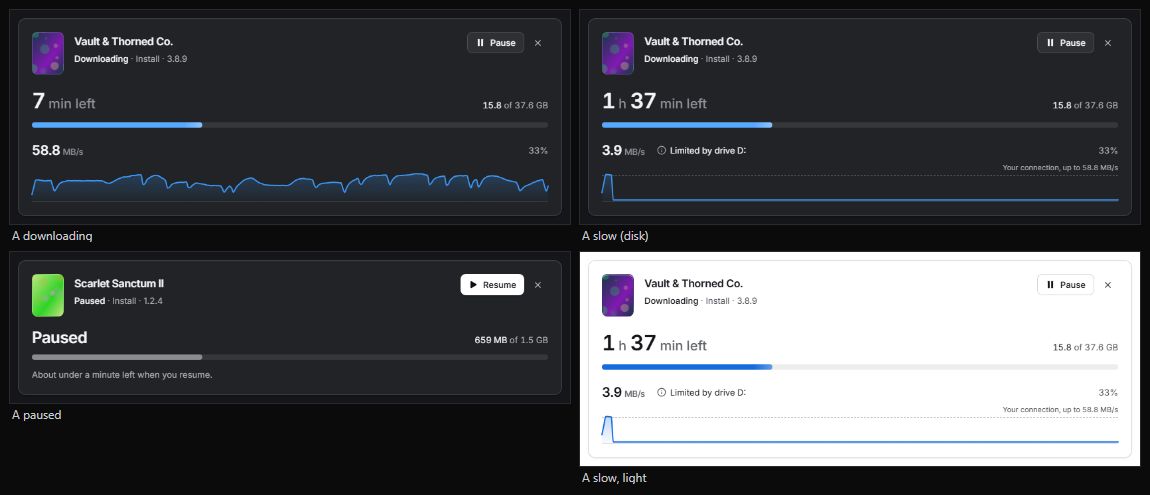 Vault & Thorned Co.
Pause
Downloading · Install · 3.8.9
7 min left
15.8 of 37.6 GB
58.8 MB/s
33%
A downloading
Vault & Thorned Co.
Pause
Downloading · Install · 3.8.9
1 h 37 min left
15.8 of 37.6 GB
3.9 MB/s
Limited by drive D:
33%
Your connection, up to 58.8 MB/s
A slow (disk)
Scarlet Sanctum II
Resume
Paused · Install · 1.2.4
Paused
659 MB of 1.5 GB
About under a minute left when you resume.
A paused
Vault & Thorned Co.
Pause
Downloading · Install · 3.8.9
1 h 37 min left
15.8 of 37.6 GB
3.9 MB/s
Limited by drive D:
33%
Your connection, up to 58.8 MB/s
A slow, light